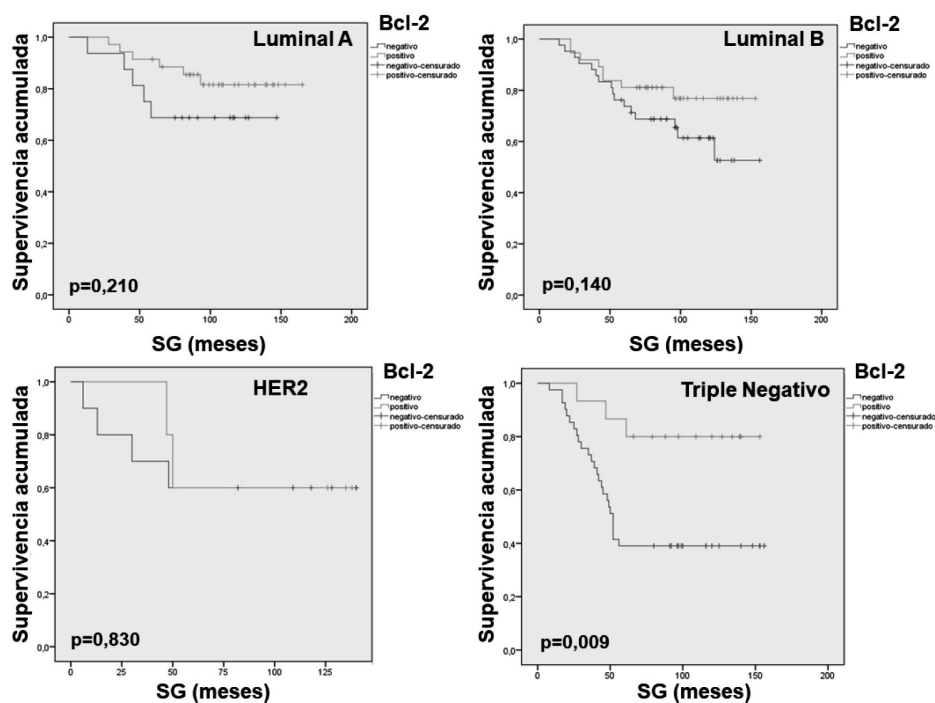 Bcl-2
Luminal A
negativo
positivo
negativo-censurado
positivo-censurado
Supervivencia acumulada
1,0
0,8
0,6
0,4
0,2
0,0
p=0,210
0 50 100 150 200
SG (meses)
Bcl-2
Luminal B
negativo
positivo
negativo-censurado
positivo-censurado
Supervivencia acumulada
1,0
0,8
0,6
0,4
0,2
0,0
p=0,140
0 50 100 150 200
SG (meses)
Bcl-2
HER2
negativo
positivo
negativo-censurado
positivo-censurado
Supervivencia acumulada
1,0
0,8
0,6
0,4
0,2
0,0
p=0,830
0 25 50 75 100 125
SG (meses)
Bcl-2
Triple Negativo
negativo
positivo
negativo-censurado
positivo-censurado
Supervivencia acumulada
1,0
0,8
0,6
0,4
0,2
0,0
p=0,009
0 50 100 150 200
SG (meses)